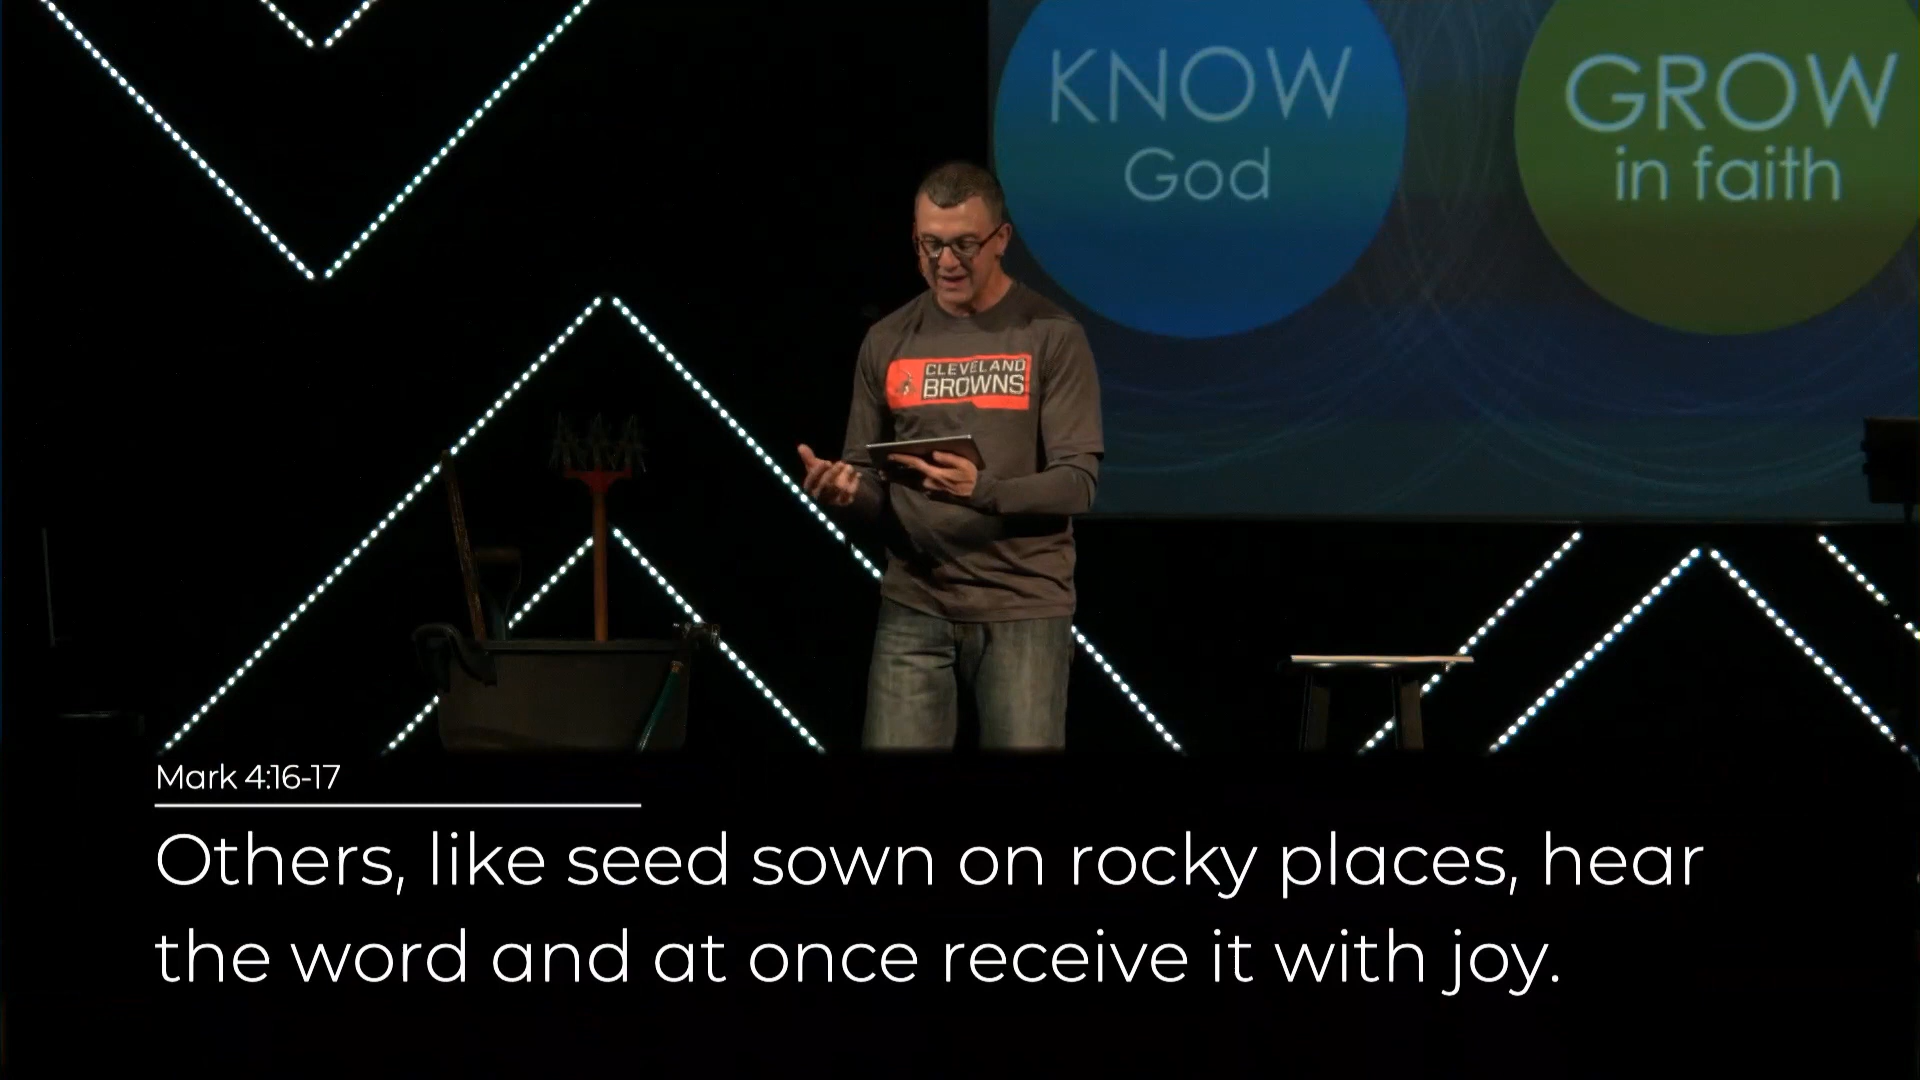 KNOW
God
GROW
in faith
CLEVELAND
BROWNS
Mark 4:16-17
Others, like seed sown on rocky places, hear
the word and at once receive it with joy.